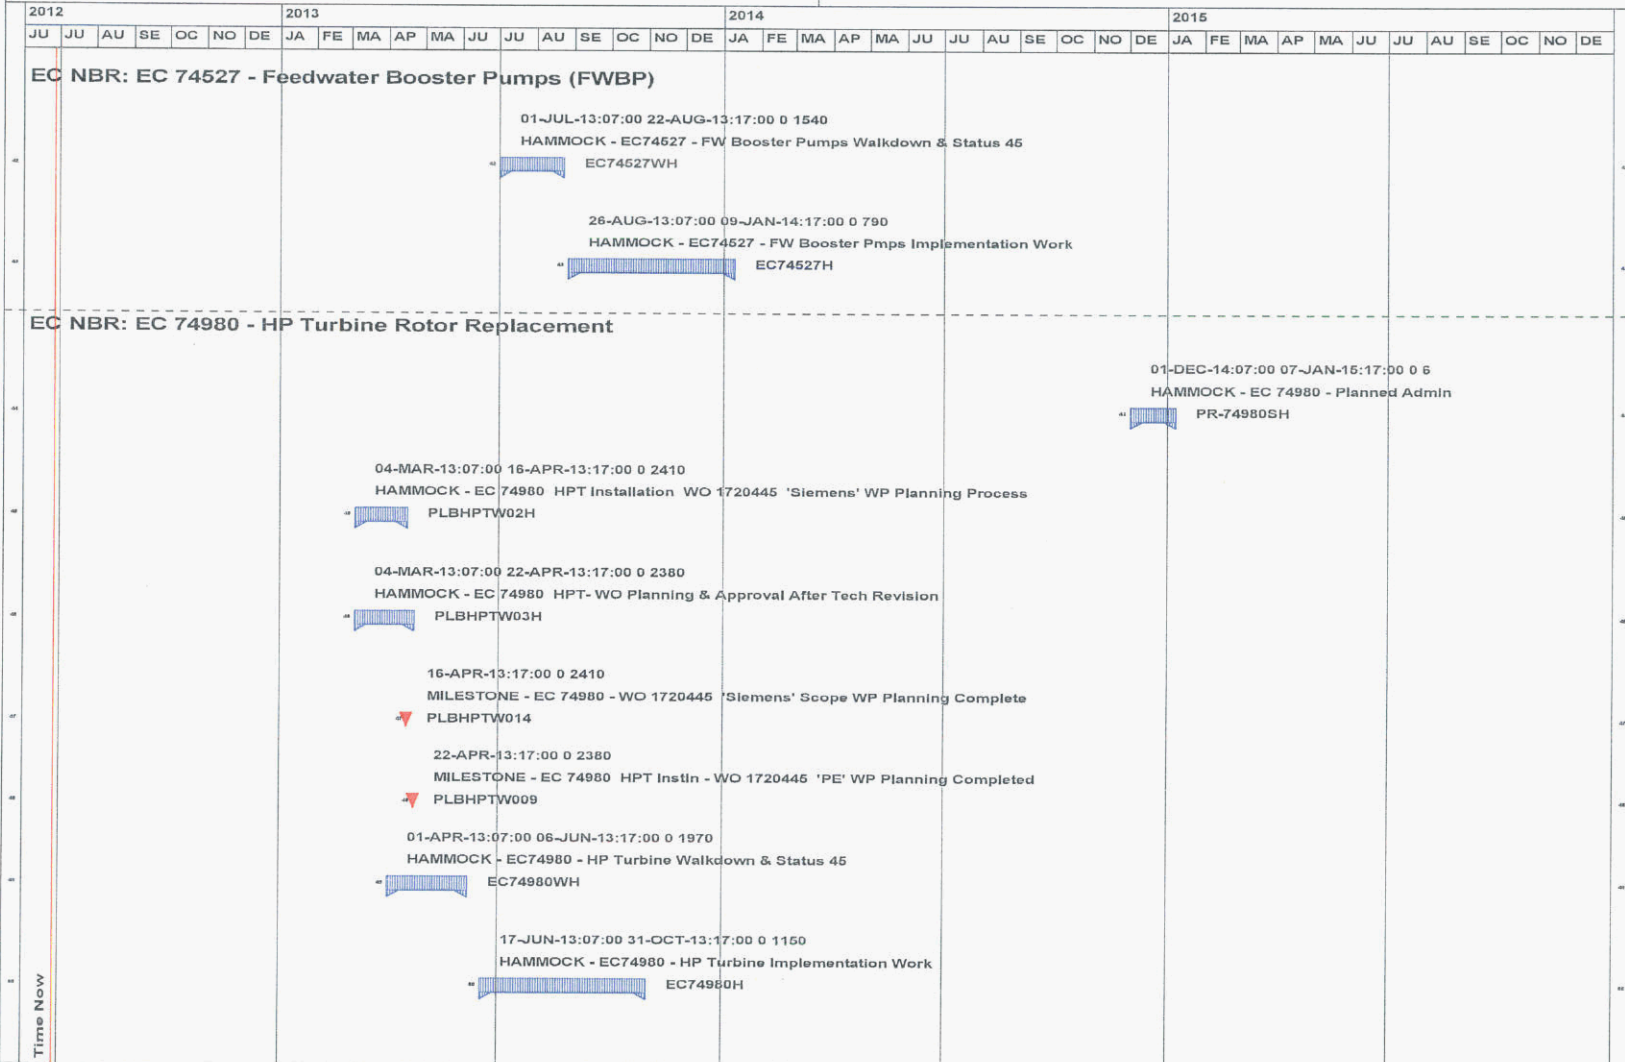 2012 2013 2014 2015
JU JU AU SE OC NO DE JA FE MA AP MA JU JU AU SE OC NO DE JA FE MA AP MA JU JU AU SE OC NO DE JA FE MA AP MA JU JU AU SE OC NO DE
EC NBR: EC 74527 - Feedwater Booster Pumps (FWBP)
01-JUL-13:07:00 22-AUG-13:17:00 0 1540
HAMMOCK - EC74527 - FW Booster Pumps Walkdown & Status 45
EC74527WH
26-AUG-13:07:00 09-JAN-14:17:00 0 790
HAMMOCK - EC74527 - FW Booster Pmps Implementation Work
EC74527H
EC NBR: EC 74980 - HP Turbine Rotor Replacement
01-DEC-14:07:00 07-JAN-15:17:00 0 6
HAMMOCK - EC 74980 - Planned Admin
PR-74980SH
04-MAR-13:07:00 16-APR-13:17:00 0 2410
HAMMOCK - EC 74980 HPT Installation WO 1720445 'Siemens' WP Planning Process
PLBHPTW02H
04-MAR-13:07:00 22-APR-13:17:00 0 2380
HAMMOCK - EC 74980 HPT- WO Planning & Approval After Tech Revision
PLBHPTW03H
16-APR-13:17:00 0 2410
MILESTONE - EC 74980 - WO 1720445 'Siemens' Scope WP Planning Complete
PLBHPTW014
22-APR-13:17:00 0 2380
MILESTONE - EC 74980 HPT Instln - WO 1720445 'PE' WP Planning Completed
PLBHPTW009
01-APR-13:07:00 06-JUN-13:17:00 0 1970
HAMMOCK - EC74980 - HP Turbine Walkdown & Status 45
EC74980WH
17-JUN-13:07:00 31-OCT-13:17:00 0 1150
HAMMOCK - EC74980 - HP Turbine Implementation Work
EC74980H
Time Now